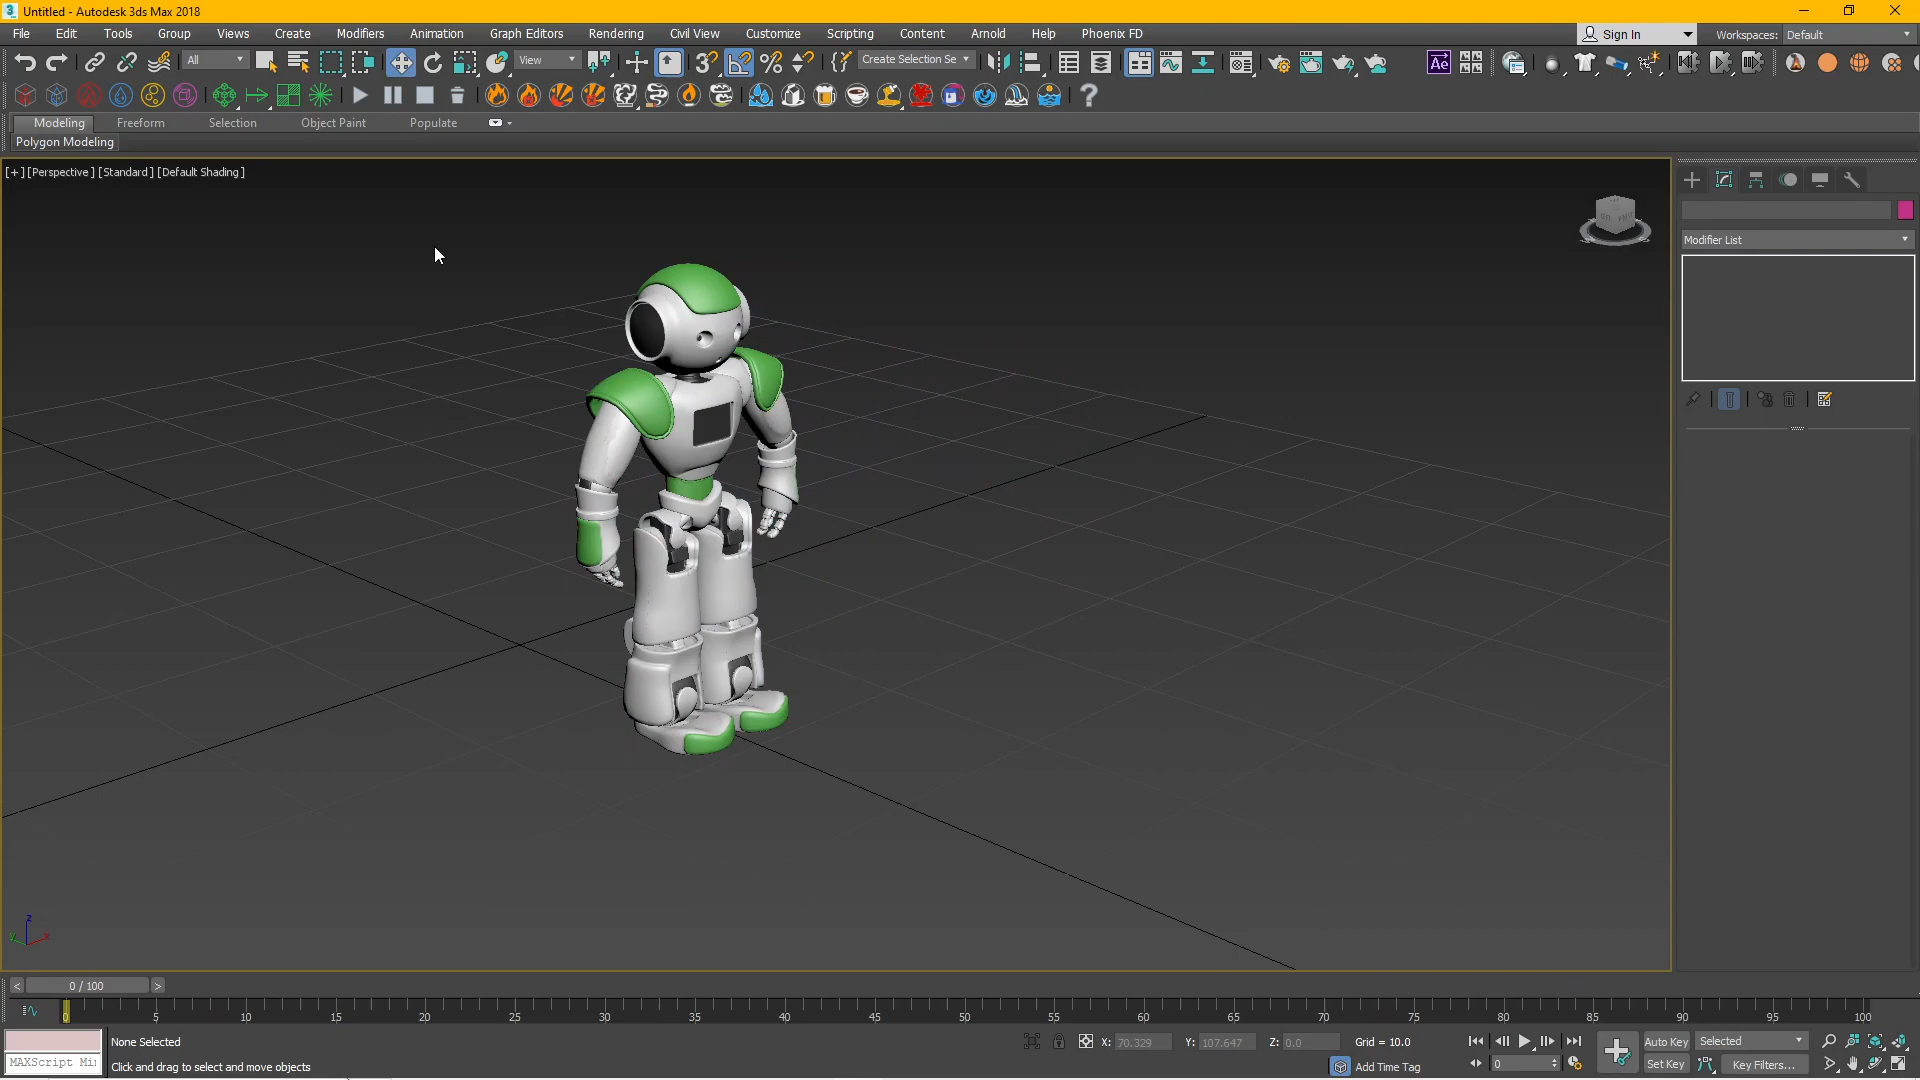 Untitled - Autodesk 3ds Max 2018
File Edit Tools Group Views Create Modifiers Animation Graph Editors Rendering Civil View Customize Scripting Content Arnold Help Phoenix FD Sign In Workspaces: Default
All View 3 Create Selection Se Ae
Modeling Freeform Selection Object Paint Populate
Polygon Modeling
[+] [Perspective] [Standard] [Default Shading]
Modifier List
z
y x
< 0 / 100 >
0 5 10 15 20 25 30 35 40 45 50 55 60 65 70 75 80 85 90 95 100
None Selected X: 70.329 Y: 107.647 Z: 0.0 Grid = 10.0 Auto Key Selected
MAXScript Mi Click and drag to select and move objects Add Time Tag 0 Set Key Key Filters...